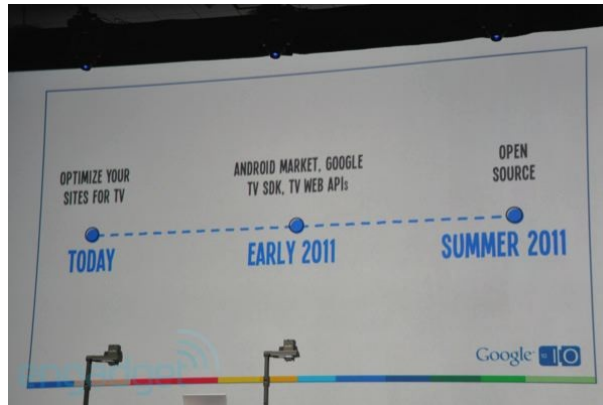 OPTIMIZE YOUR
SITES FOR TV
TODAY
ANDROID MARKET, GOOGLE
TV SDK, TV WEB APIs
EARLY 2011
OPEN
SOURCE
SUMMER 2011
Google IO
engadget